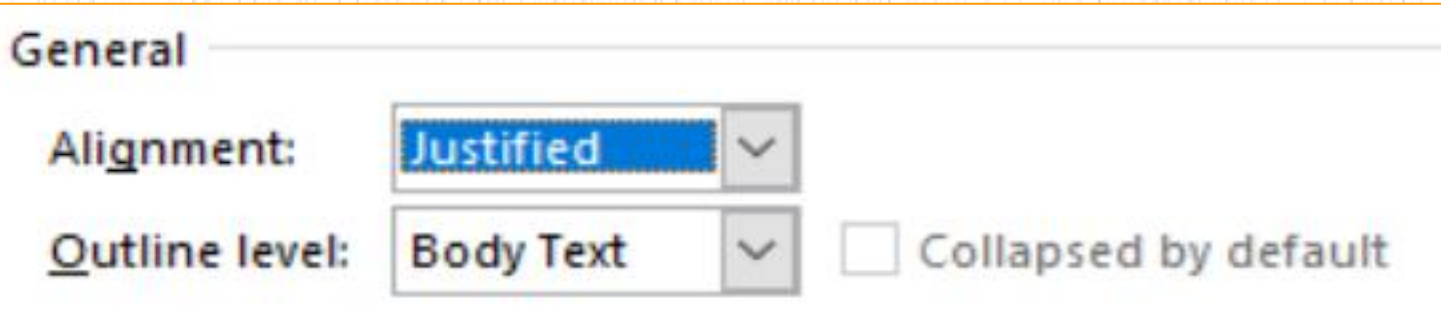 General
Alignment: Justified
Outline level: Body Text Collapsed by default